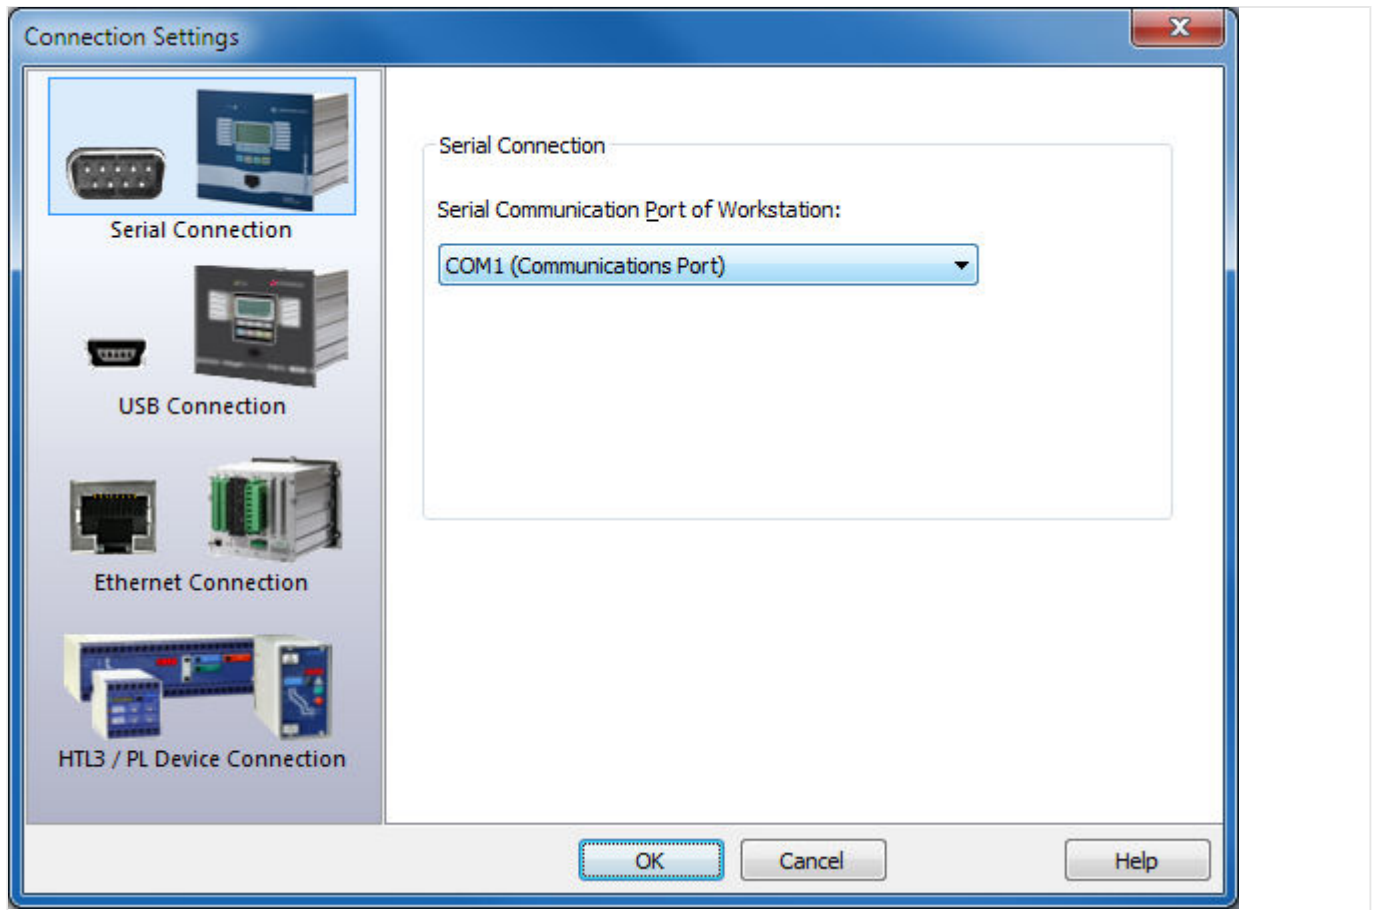 Connection Settings
Serial Connection
USB Connection
Ethernet Connection
HTL3 / PL Device Connection
Serial Connection
Serial Communication Port of Workstation:
COM1 (Communications Port)
OK
Cancel
Help